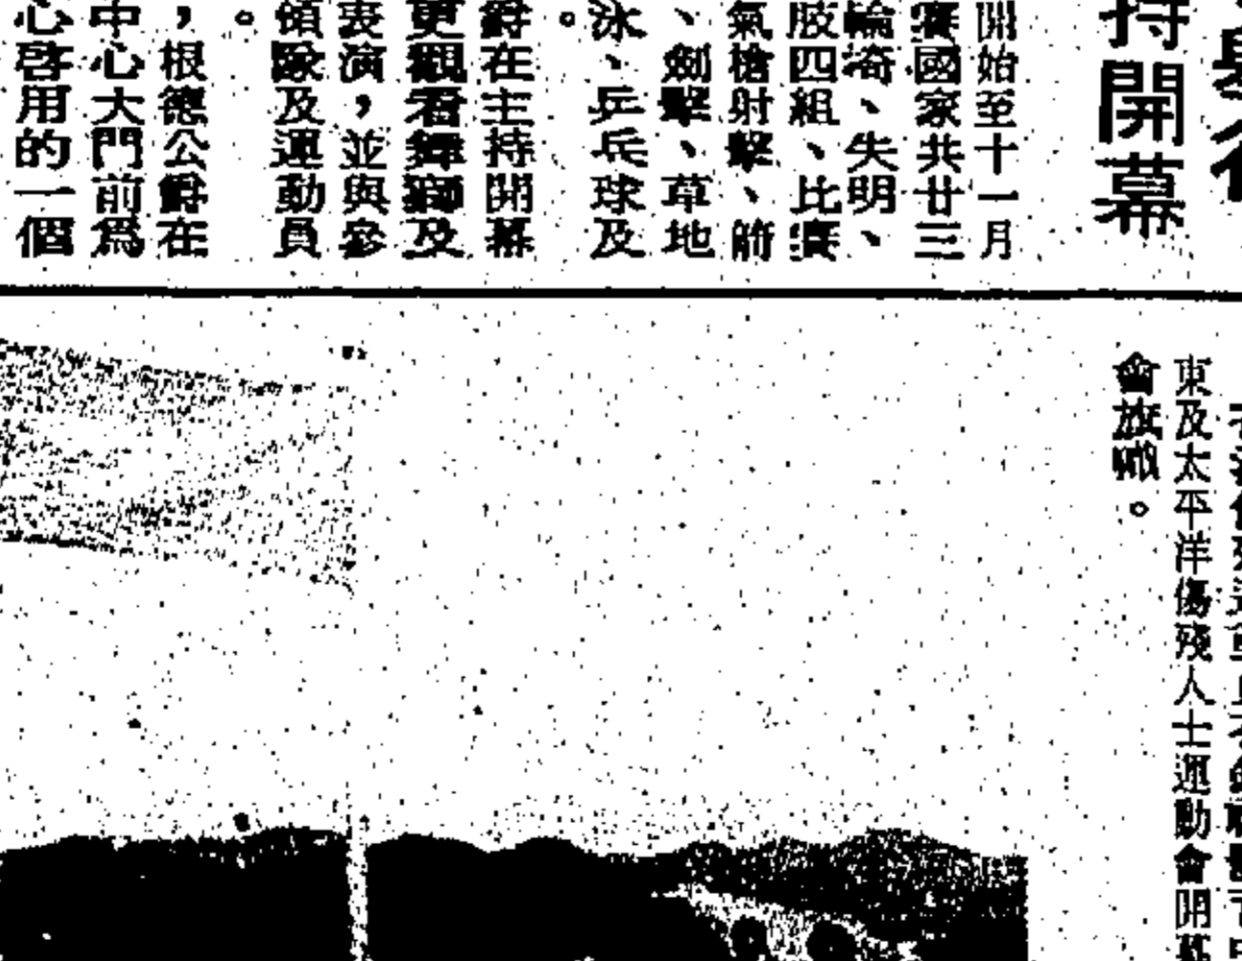 持開幕
開始至十一月
賽國家共廿三
輪椅、失明、
肢四組、比賽
氣槍射擊、箭
、劍擊、草地
泳、乒乓球及
。
爵在主持開幕
更觀看舞獅及
表演，並與參
領隊及運動員
。
，根德公爵在
中心大門前爲
心啓用的一個
東及太平洋傷殘人士運動會開幕
會旗幟。